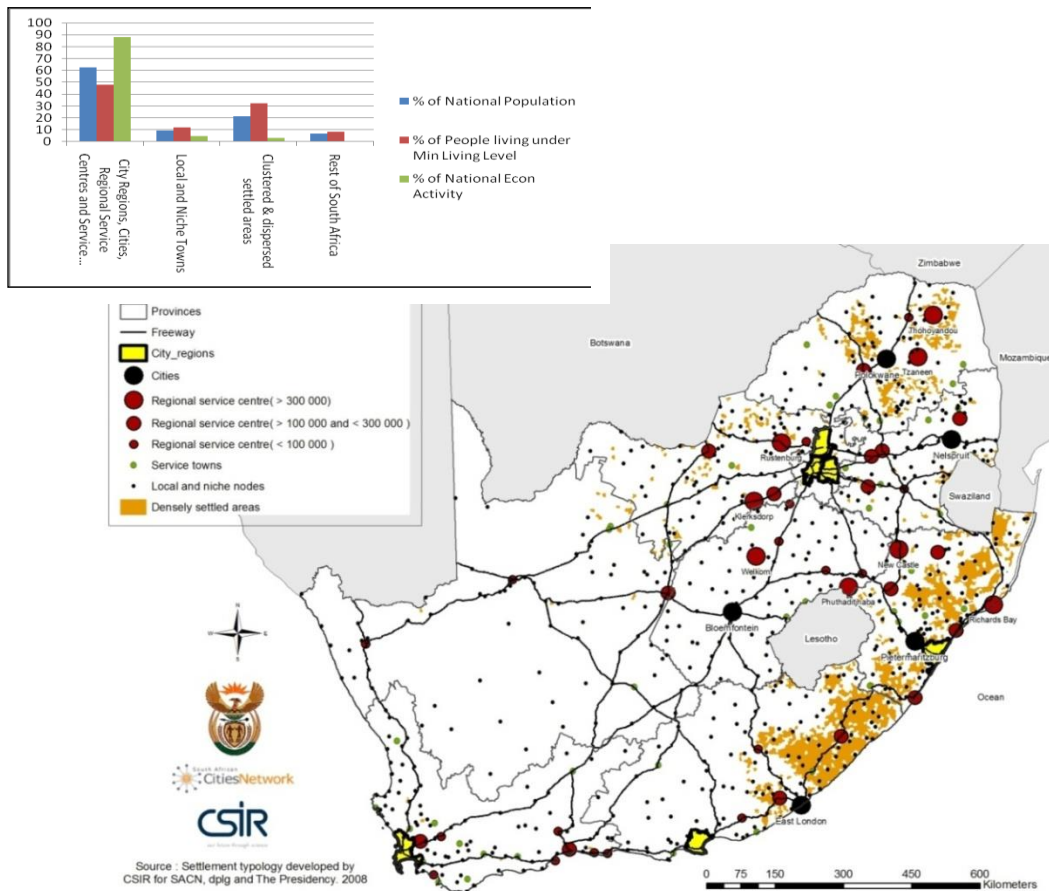 100
90
80
70
60
50
40
30
20
10
0
City Regions, Cities,
Regional Service
Centres and Service...
Local and Niche Towns
Clustered & dispersed
settled areas
Rest of South Africa
% of National Population
% of People living under
Min Living Level
% of National Econ
Activity
Provinces
Freeway
City_regions
Cities
Regional service centre( > 300 000)
Regional service centre( > 100 000 and < 300 000 )
Regional service centre( < 100 000 )
Service towns
Local and niche nodes
Densely settled areas
Zimbabwe
Botswana
Thohoyandou
Mozambique
Polokwane
Tzaneen
Nelspruit
Rustenburg
Swaziland
Klerksdorp
Welkom
New Castle
Phuthaditjhaba
Bloemfontein
Lesotho
Richards Bay
Pietermaritzburg
Ocean
East London
N
W
E
S
South African
CitiesNetwork
CSIR
our future through science
Source : Settlement typology developed by
CSIR for SACN, dplg and The Presidency. 2008
0 75 150 300 450 600
Kilometers